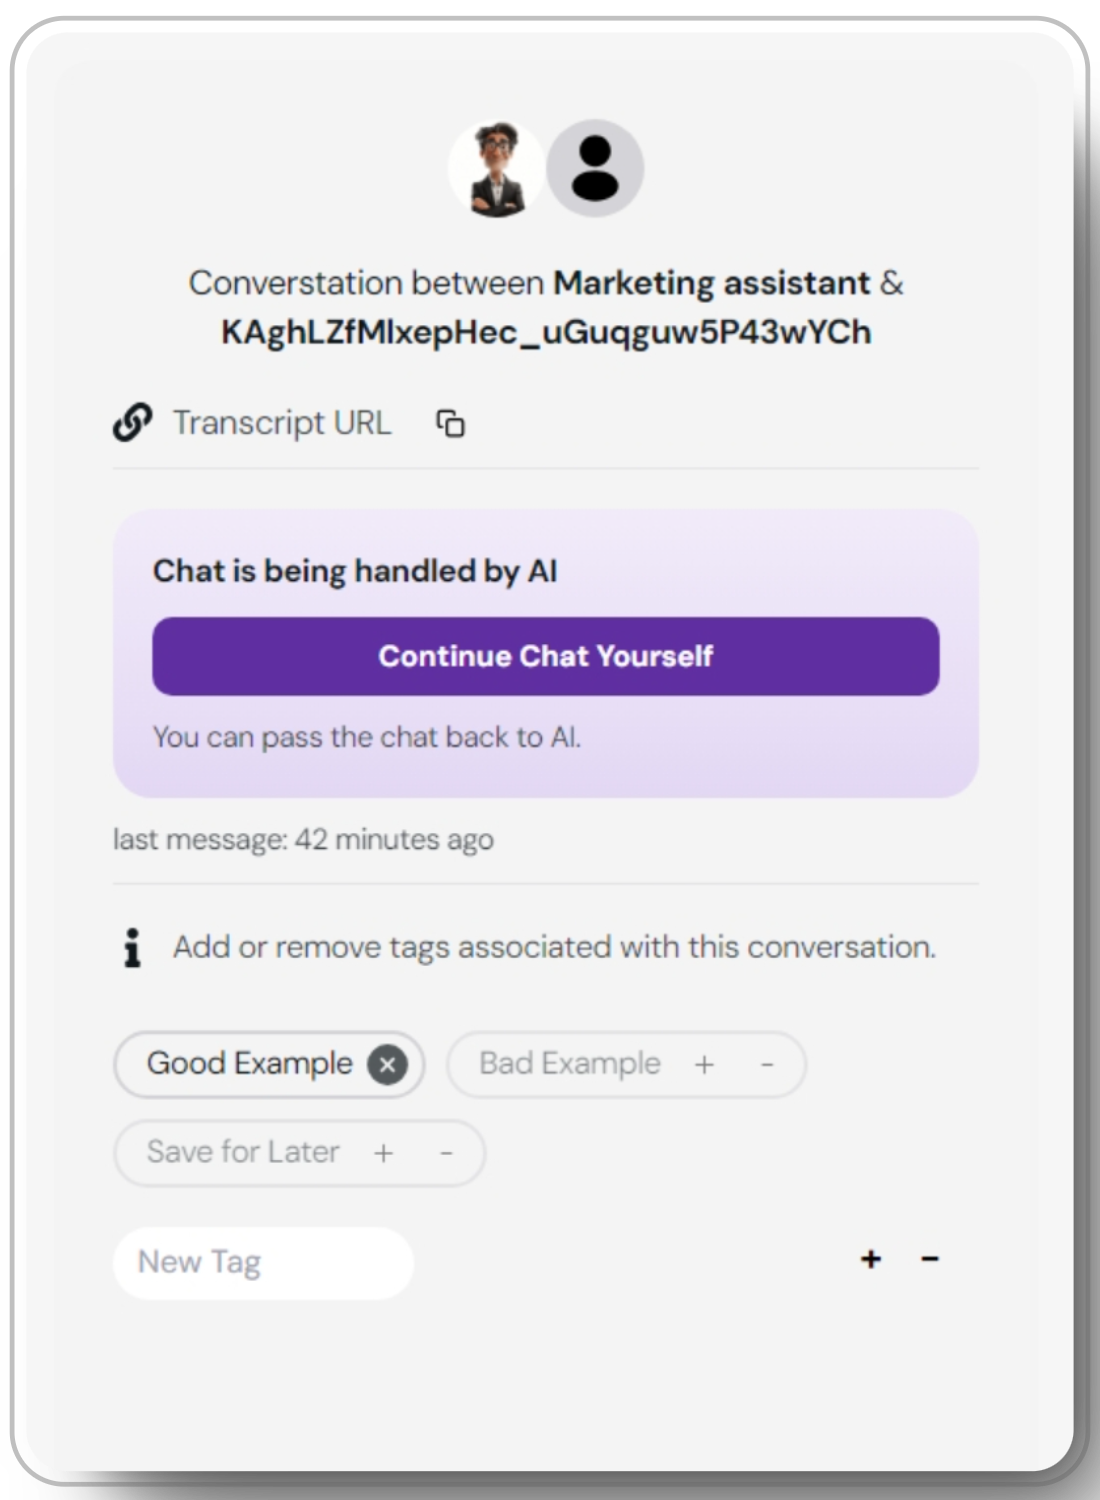 Converstation between Marketing assistant &
KAghLZfMlxepHec_uGuqguw5P43wYCh
Transcript URL
Chat is being handled by AI
Continue Chat Yourself
You can pass the chat back to AI.
last message: 42 minutes ago
Add or remove tags associated with this conversation.
Good Example × Bad Example + -
Save for Later + -
New Tag + -